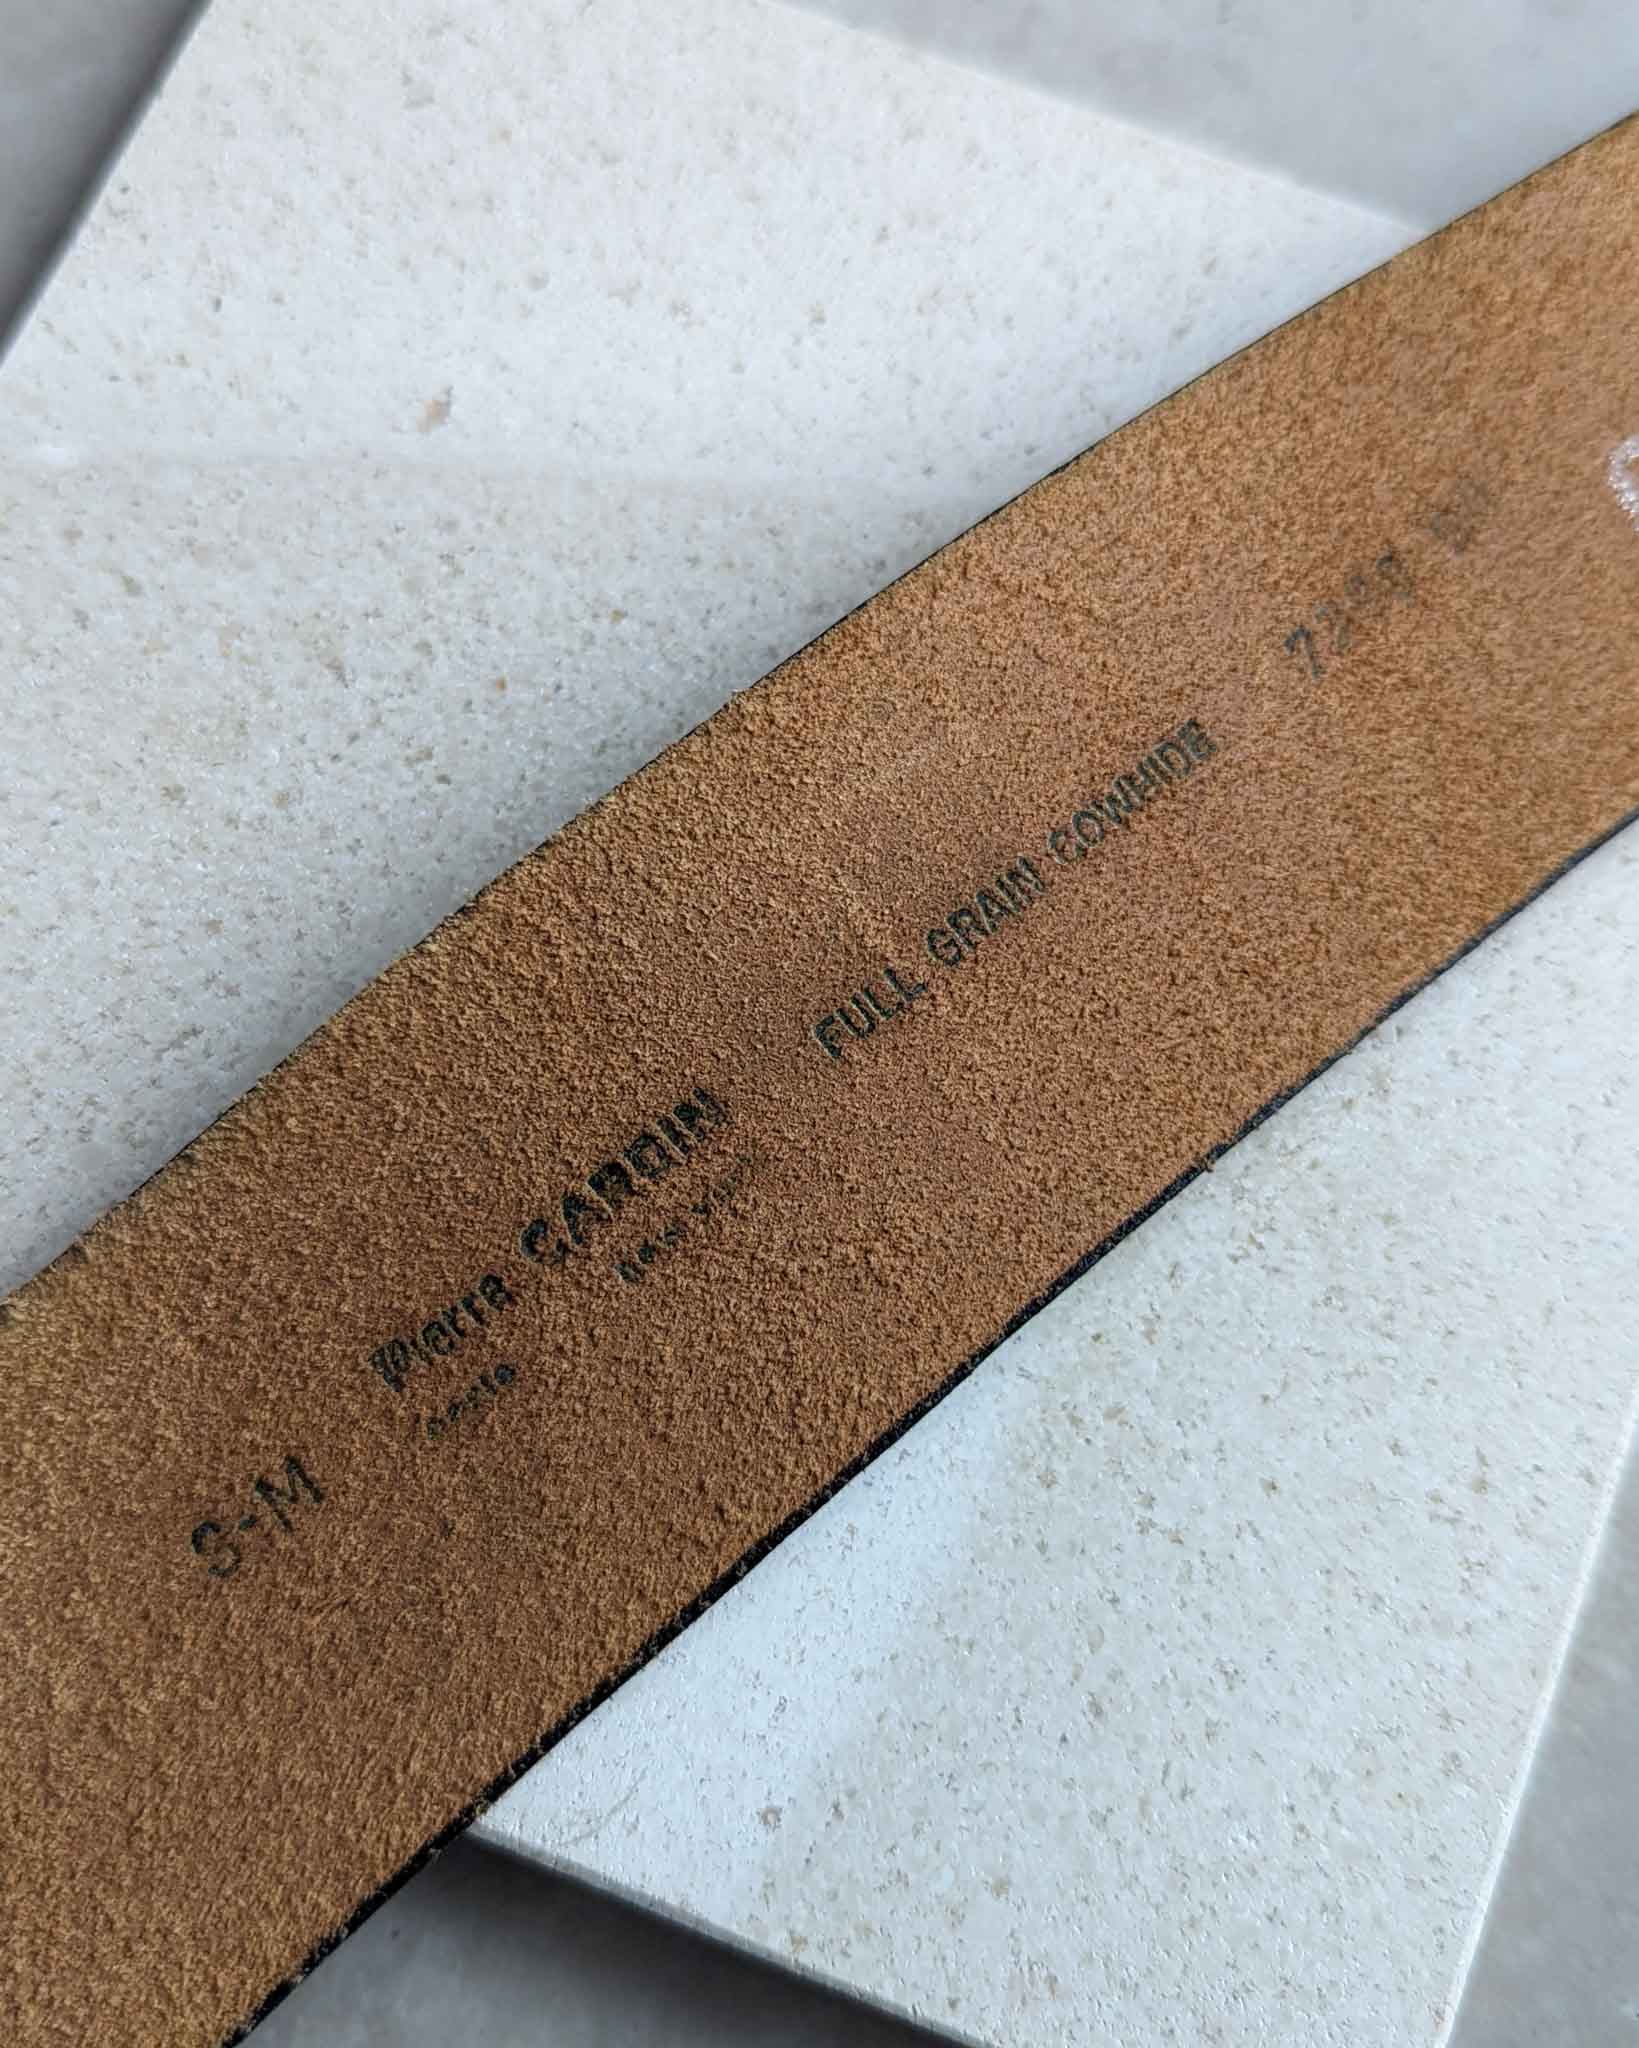 S-M
Pierre CARDIN
paris New York
FULL GRAIN COWHIDE